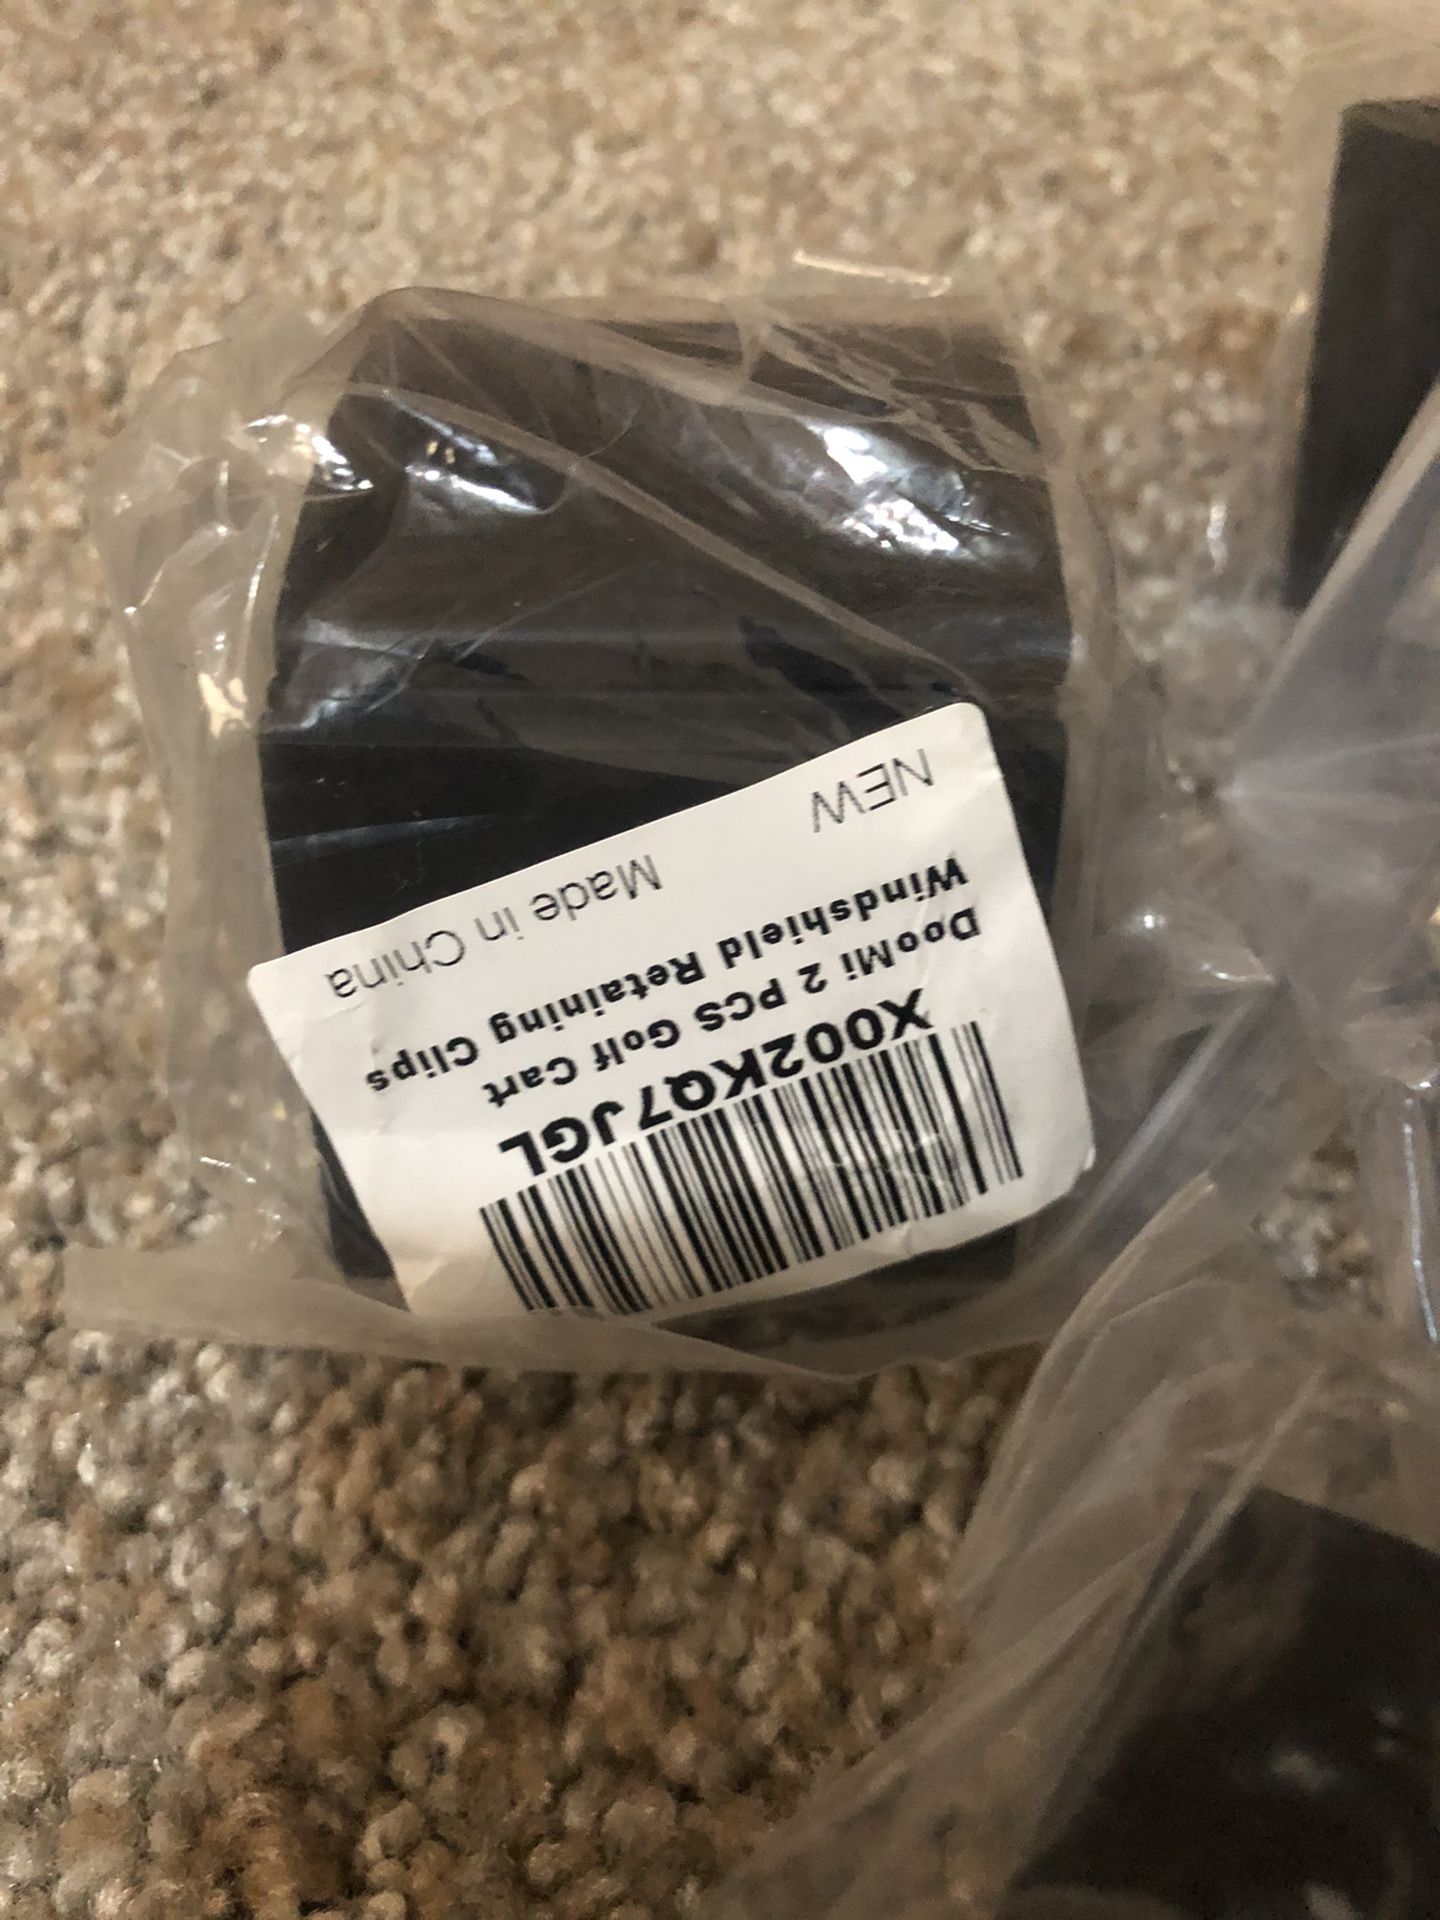 X002KQ7JGL
DooMi 2 PCS Golf Cart
Windshield Retaining Clips
NEW
Made in China